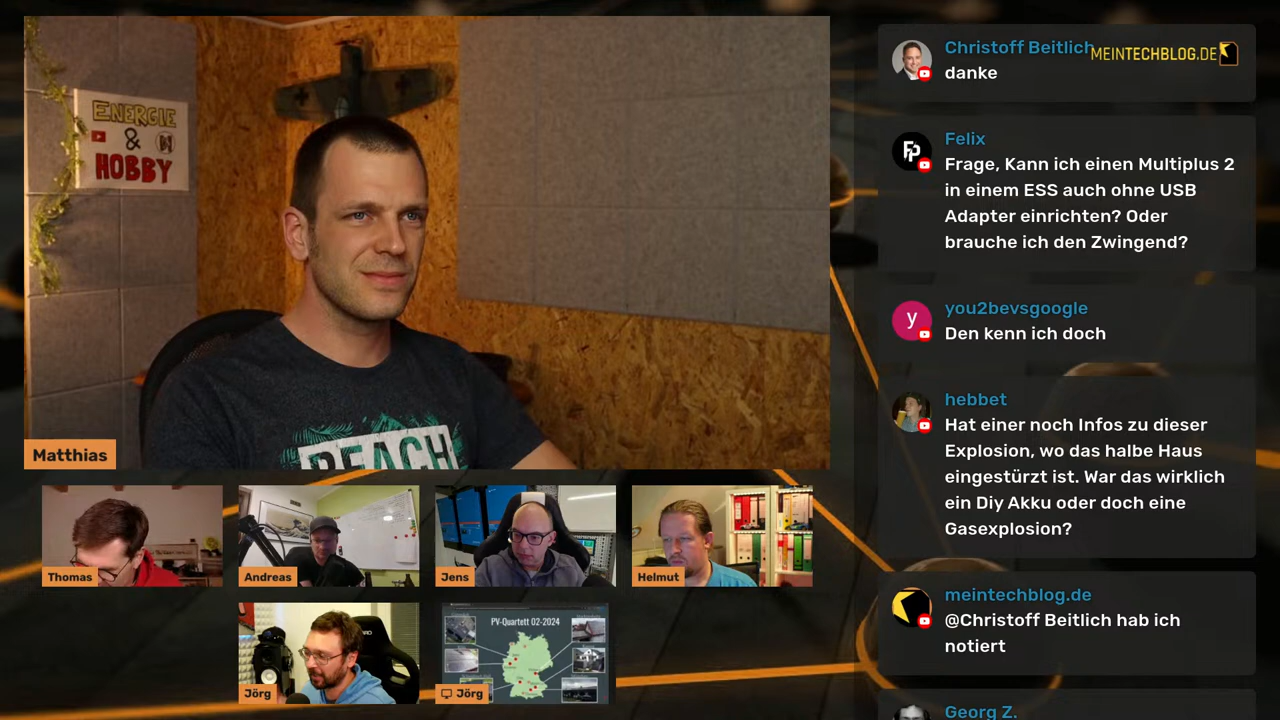 ENERGIE
&
HOBBY
BEACH
Matthias
Thomas
Andreas
Jens
Helmut
Jörg
PV-Quartett 02-2024
Jörg
MEINTECHBLOG.DE
Christoff Beitlich
danke
Felix
Frage, Kann ich einen Multiplus 2
in einem ESS auch ohne USB
Adapter einrichten? Oder
brauche ich den Zwingend?
y
you2bevsgoogle
Den kenn ich doch
hebbet
Hat einer noch Infos zu dieser
Explosion, wo das halbe Haus
eingestürzt ist. War das wirklich
ein Diy Akku oder doch eine
Gasexplosion?
meintechblog.de
@Christoff Beitlich hab ich
notiert
Georg Z.